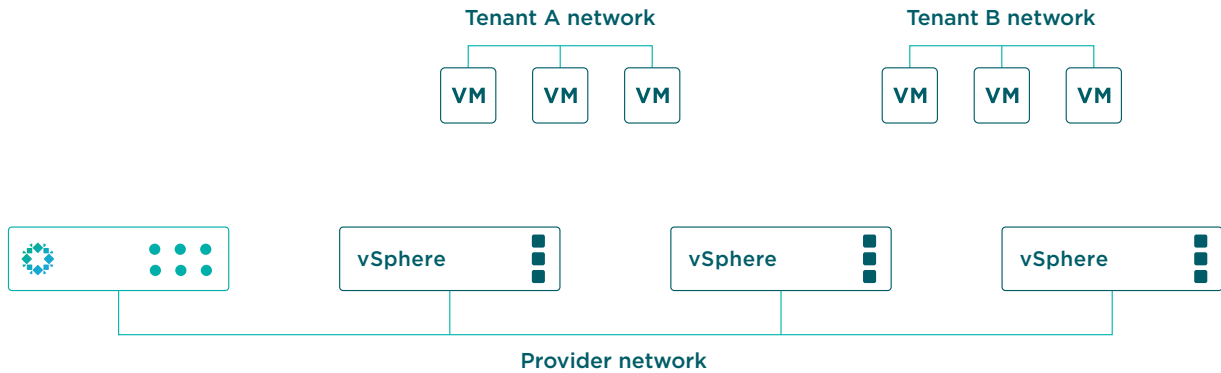 Tenant A network
Tenant B network
VM VM VM VM VM VM
vSphere vSphere vSphere
Provider network